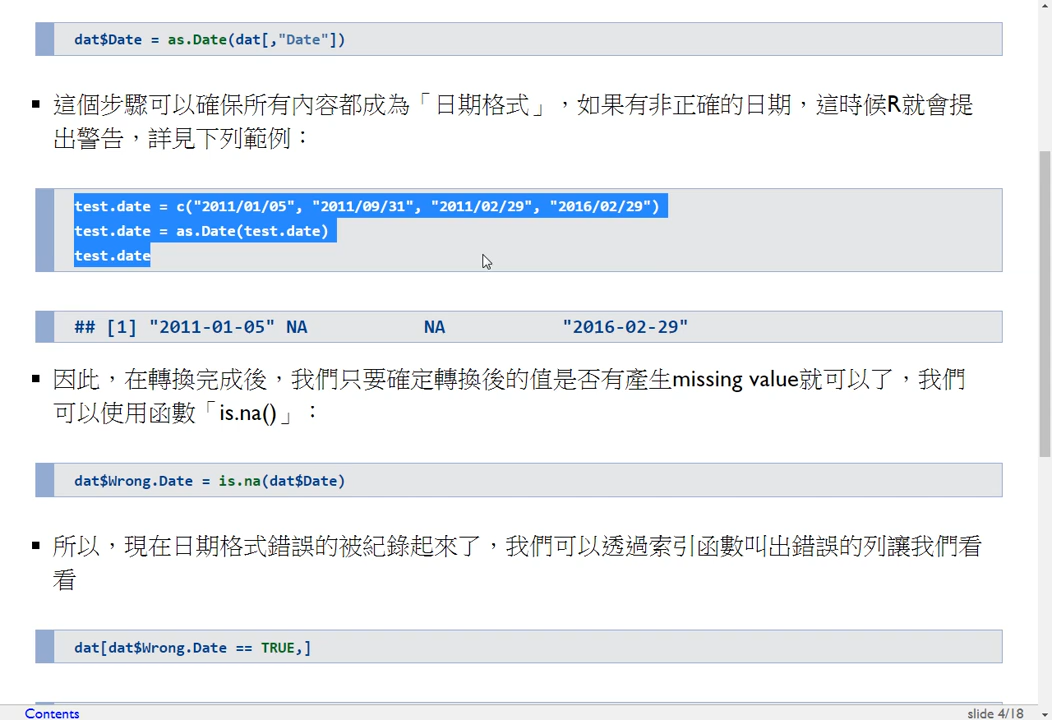 dat$Date = as.Date(dat[,"Date"])
這個步驟可以確保所有內容都成為「日期格式」，如果有非正確的日期，這時候R就會提
出警告，詳見下列範例：
test.date = c("2011/01/05", "2011/09/31", "2011/02/29", "2016/02/29")
test.date = as.Date(test.date)
test.date
## [1] "2011-01-05" NA NA "2016-02-29"
因此，在轉換完成後，我們只要確定轉換後的值是否有產生missing value就可以了，我們
可以使用函數「is.na()」：
dat$Wrong.Date = is.na(dat$Date)
所以，現在日期格式錯誤的被紀錄起來了，我們可以透過索引函數叫出錯誤的列讓我們看
看
dat[dat$Wrong.Date == TRUE,]
Contents
slide 4/18